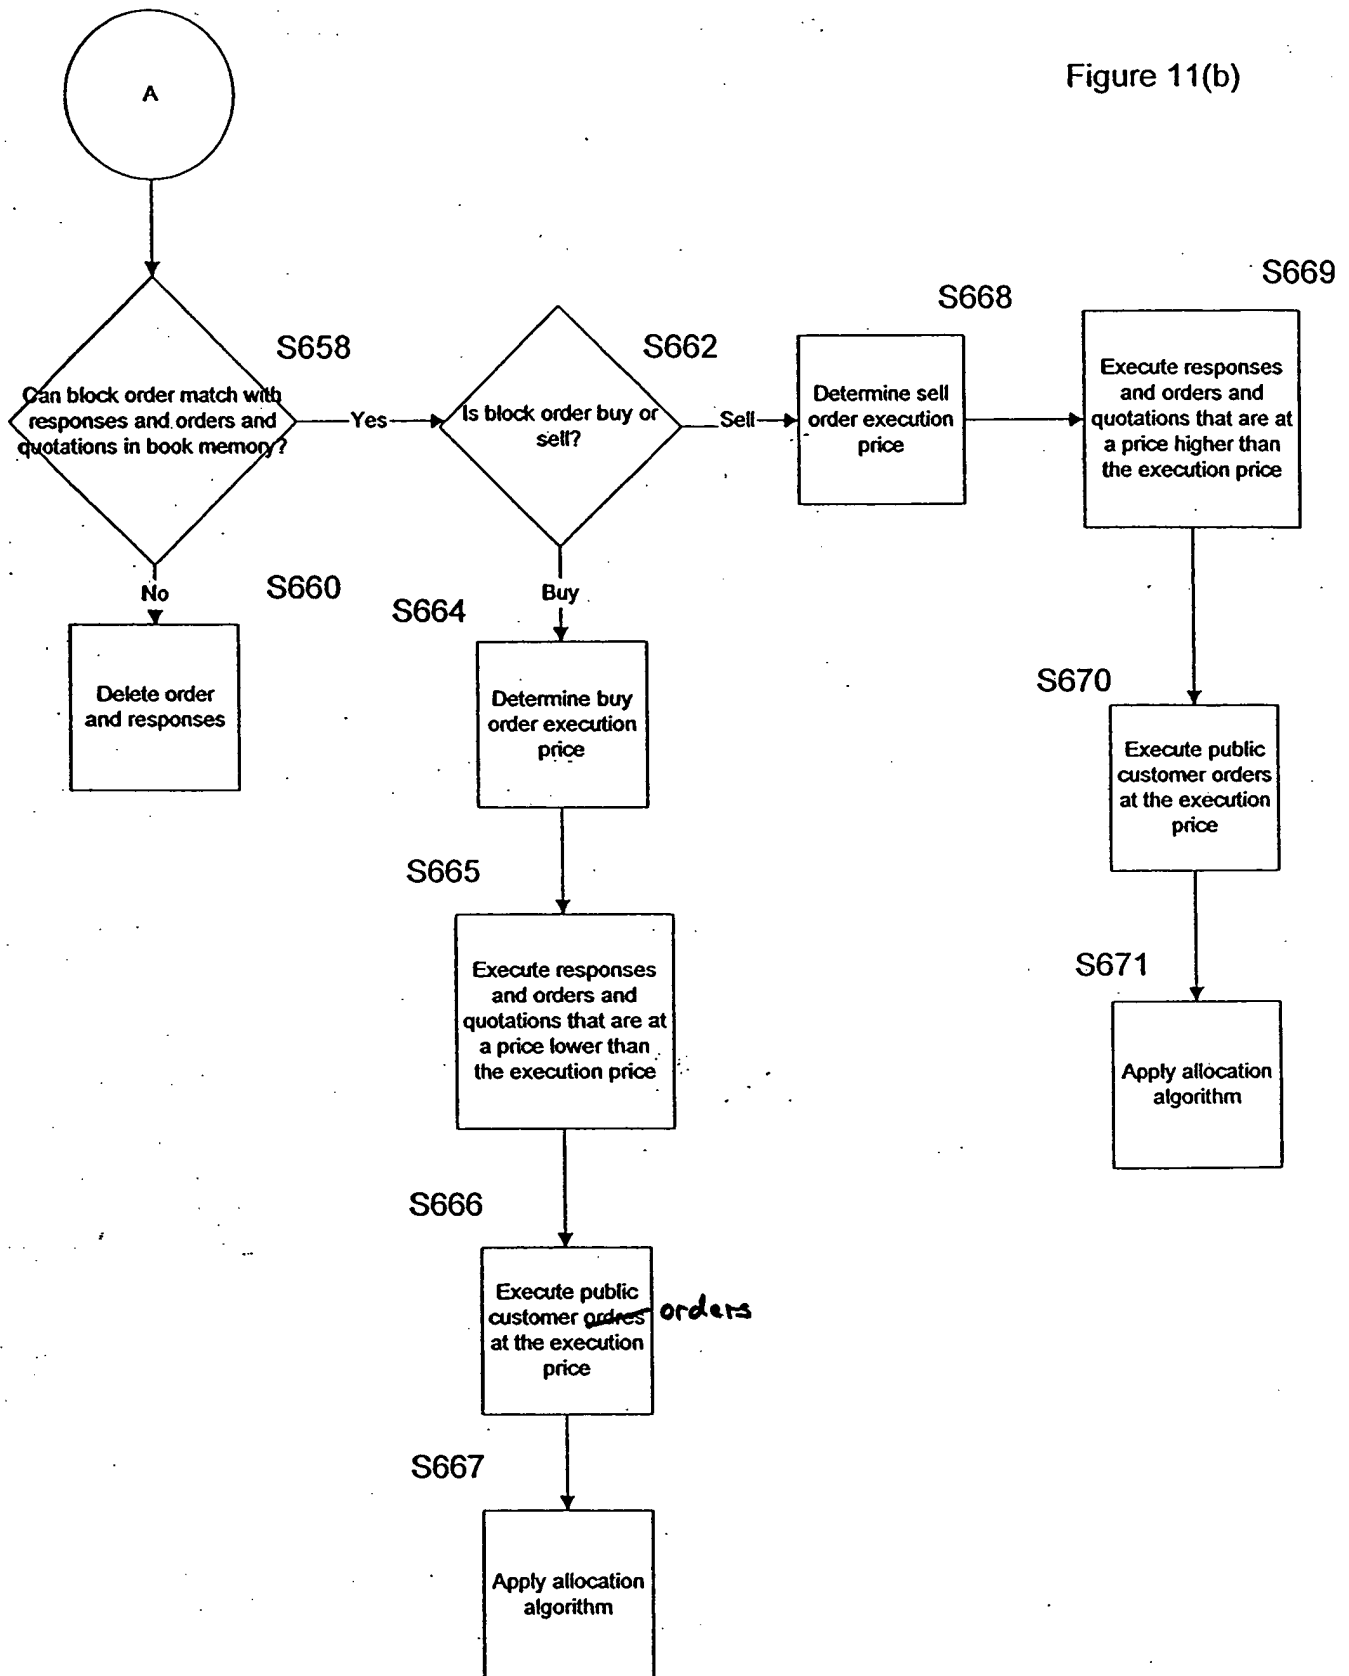 Figure 11(b)
A
S658
Can block order match with
responses and orders and
quotations in book memory?
Yes
No
S660
Delete order
and responses
S662
Is block order buy or
sell?
Sell
Buy
S664
Determine buy
order execution
price
S665
Execute responses
and orders and
quotations that are at
a price lower than
the execution price
S666
Execute public
customer ordres orders
at the execution
price
S667
Apply allocation
algorithm
S668
Determine sell
order execution
price
S669
Execute responses
and orders and
quotations that are at
a price higher than
the execution price
S670
Execute public
customer orders
at the execution
price
S671
Apply allocation
algorithm